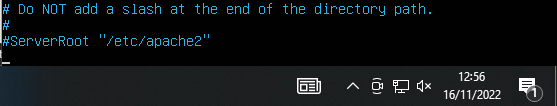 # Do NOT add a slash at the end of the directory path.
#
#ServerRoot "/etc/apache2"
12:56
16/11/2022
1